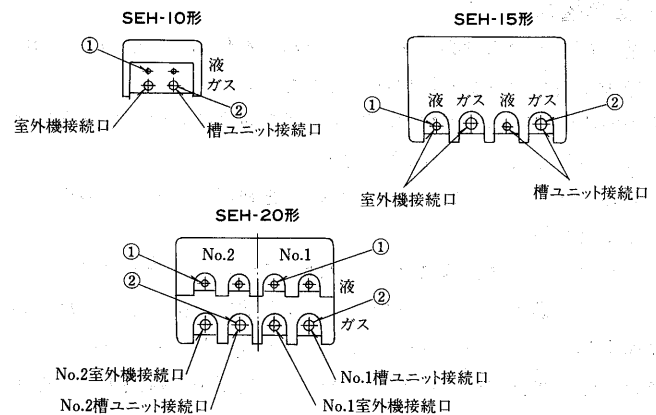 SEH-10形
①
液
ガス
②
室外機接続口
槽ユニット接続口
SEH-15形
① 液 ガス 液 ガス ②
室外機接続口
槽ユニット接続口
SEH-20形
① No.2 No.1 ①
② 液 ②
ガス
No.2室外機接続口
No.1槽ユニット接続口
No.2槽ユニット接続口
No.1室外機接続口